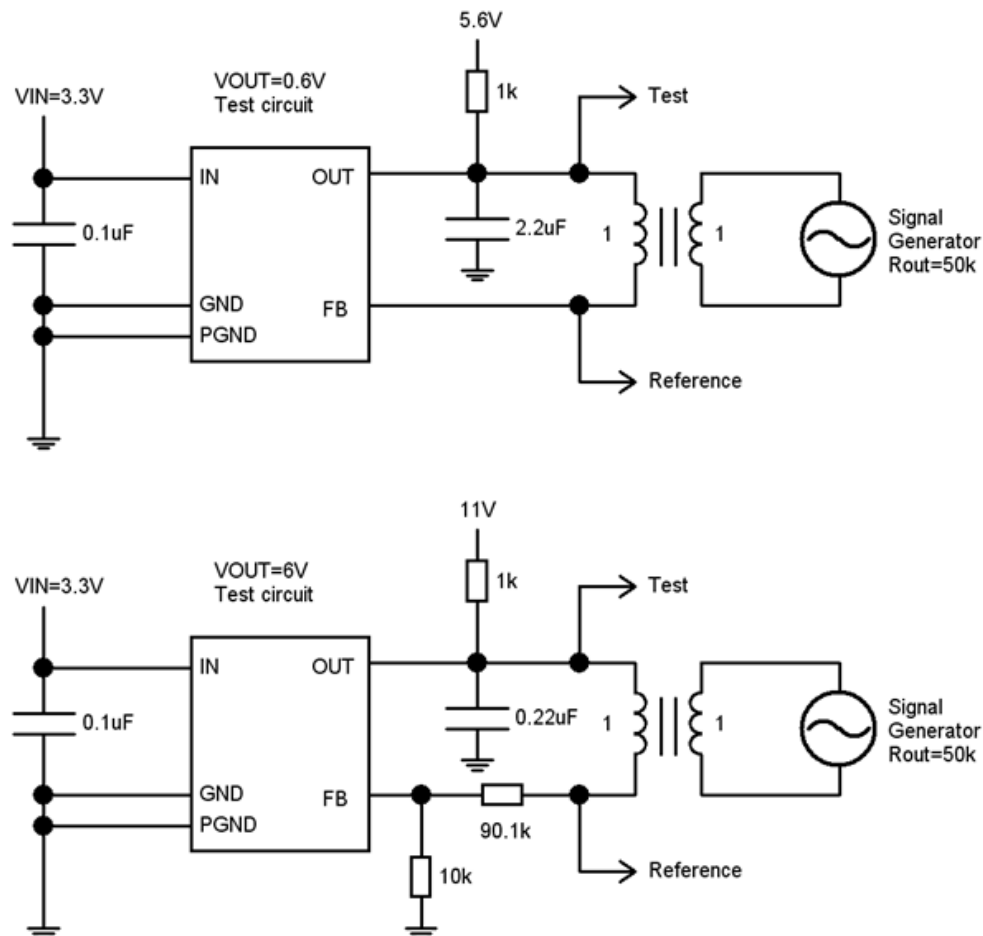 5.6V
VOUT=0.6V
Test circuit
VIN=3.3V
1k
Test
IN
OUT
0.1uF
2.2uF
1
1
Signal
Generator
Rout=50k
GND
FB
PGND
Reference
11V
VOUT=6V
Test circuit
VIN=3.3V
1k
Test
IN
OUT
0.1uF
0.22uF
1
1
Signal
Generator
Rout=50k
GND
FB
PGND
90.1k
10k
Reference